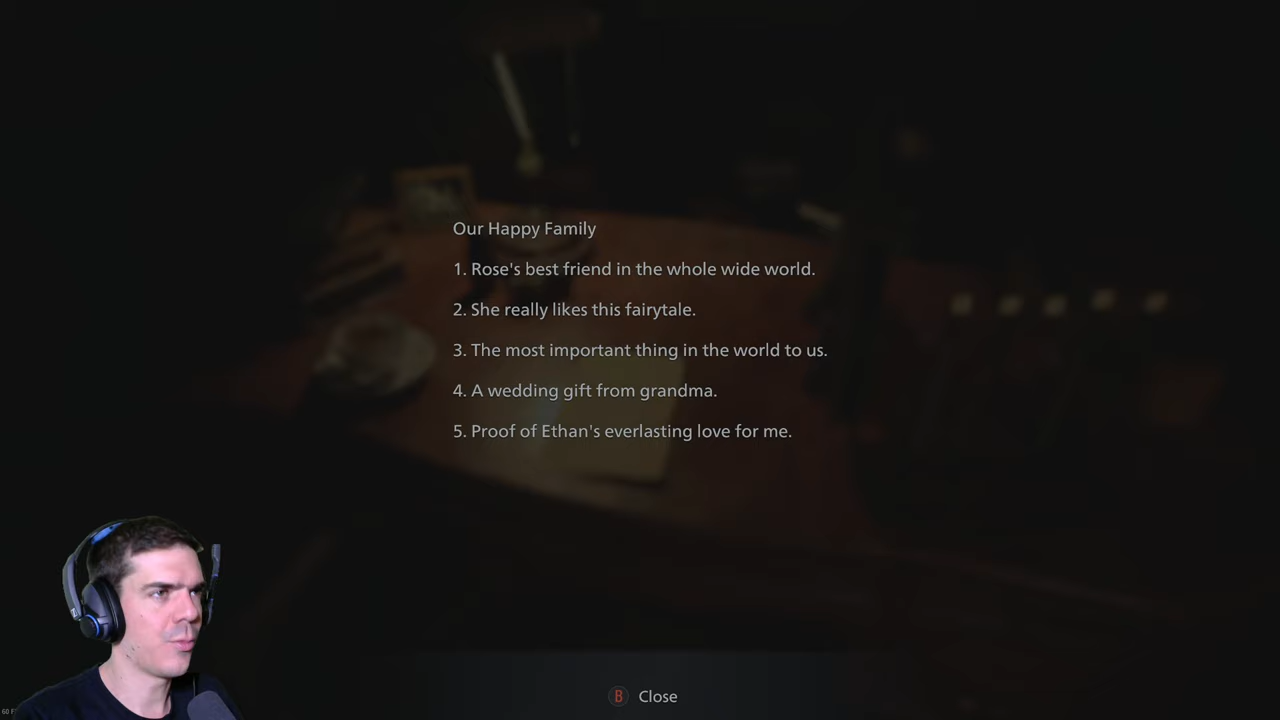 Our Happy Family
1. Rose's best friend in the whole wide world.
2. She really likes this fairytale.
3. The most important thing in the world to us.
4. A wedding gift from grandma.
5. Proof of Ethan's everlasting love for me.
B Close
60 F